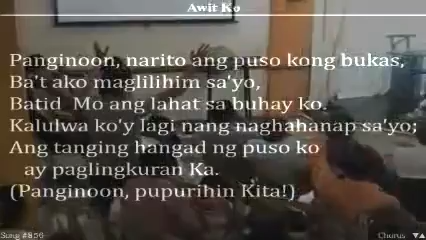 Awit Ko
Panginoon, narito ang puso kong bukas,
Ba't ako maglilihim sa'yo,
Batid Mo ang lahat sa buhay ko.
Kalulwa ko'y lagi nang naghahanap sa'yo;
Ang tanging hangad ng puso ko
ay paglingkuran Ka.
(Panginoon, pupurihin Kita!)
Song #856
Chorus ▼▲